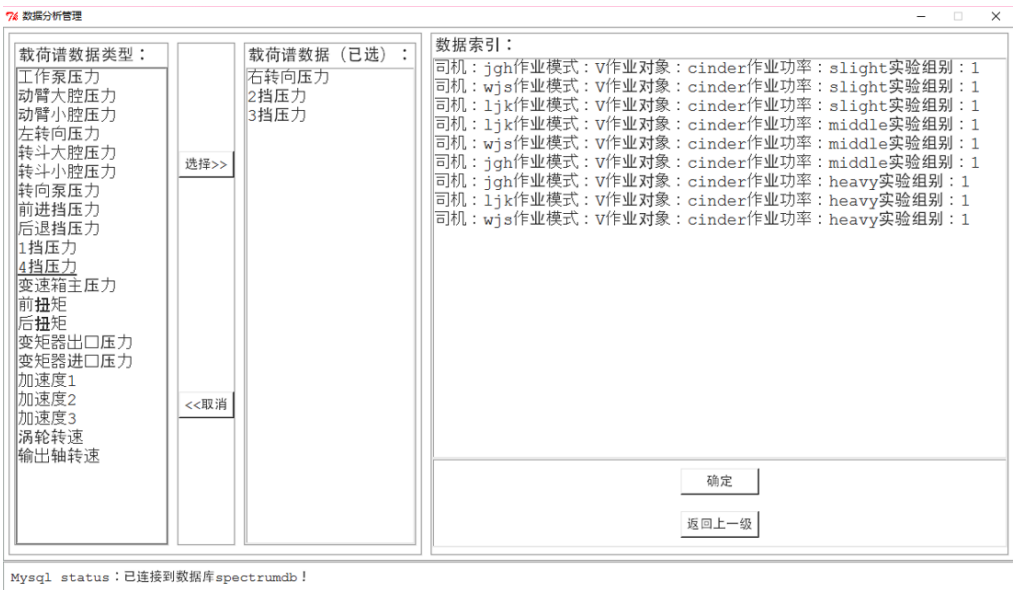 数据分析管理
载荷谱数据类型：
工作泵压力
动臂大腔压力
动臂小腔压力
左转向压力
转斗大腔压力
转斗小腔压力
转向泵压力
前进挡压力
后退挡压力
1挡压力
4挡压力
变速箱主压力
前扭矩
后扭矩
变矩器出口压力
变矩器进口压力
加速度1
加速度2
加速度3
涡轮转速
输出轴转速
选择>>
<<取消
载荷谱数据（已选）：
右转向压力
2挡压力
3挡压力
数据索引：
司机：jgh作业模式：V作业对象：cinder作业功率：slight实验组别：1
司机：wjs作业模式：V作业对象：cinder作业功率：slight实验组别：1
司机：ljk作业模式：V作业对象：cinder作业功率：slight实验组别：1
司机：ljk作业模式：V作业对象：cinder作业功率：middle实验组别：1
司机：wjs作业模式：V作业对象：cinder作业功率：middle实验组别：1
司机：jgh作业模式：V作业对象：cinder作业功率：middle实验组别：1
司机：jgh作业模式：V作业对象：cinder作业功率：heavy实验组别：1
司机：ljk作业模式：V作业对象：cinder作业功率：heavy实验组别：1
司机：wjs作业模式：V作业对象：cinder作业功率：heavy实验组别：1
确定
返回上一级
Mysql status：已连接到数据库spectrumdb！